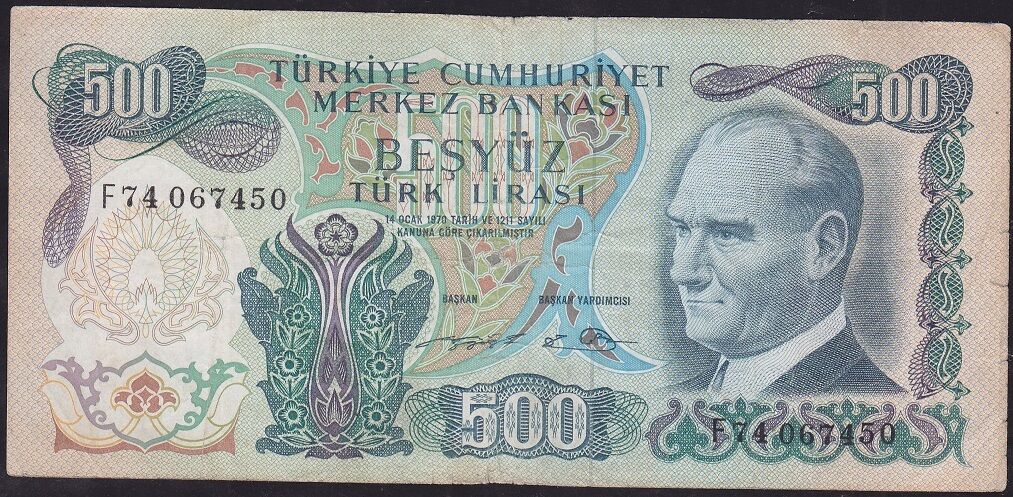 500
TÜRKİYE CUMHURİYET
MERKEZ BANKASI
500
500
BEŞYÜZ
TÜRK LİRASI
F74 067450
14 OCAK 1970 TARİH VE 1211 SAYILI
KANUNA GÖRE ÇIKARILMIŞTIR
BAŞKAN
BAŞKAN YARDIMCISI
500
F74 067450